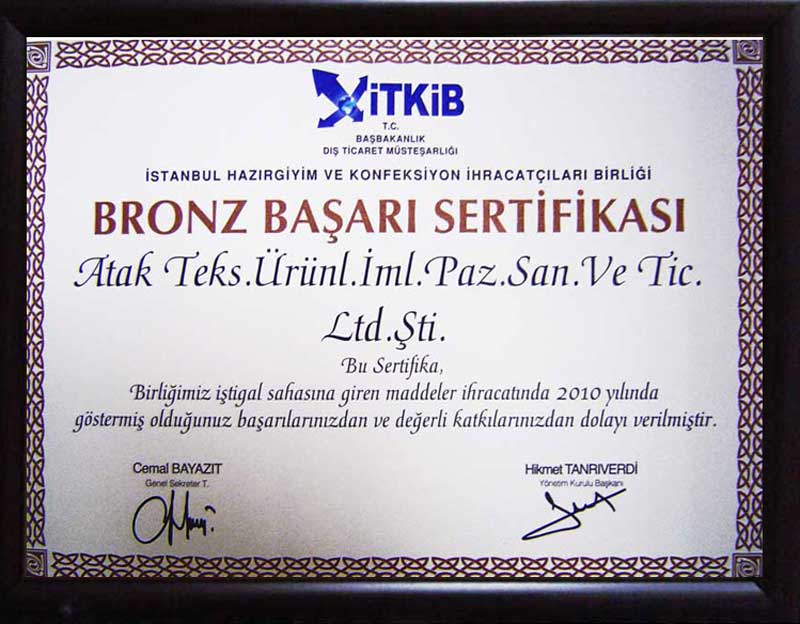 İTKİB
T.C.
BAŞBAKANLIK
DIŞ TİCARET MÜSTEŞARLIĞI
İSTANBUL HAZIRGİYİM VE KONFEKSİYON İHRACATÇILARI BİRLİĞİ
BRONZ BAŞARI SERTİFİKASI
Atak Teks.Ürünl.İml.Paz.San.Ve Tic.
Ltd.Şti.
Bu Sertifika,
Birliğimiz iştigal sahasına giren maddeler ihracatında 2010 yılında
göstermiş olduğunuz başarılarınızdan ve değerli katkılarınızdan dolayı verilmiştir.
Cemal BAYAZIT Hikmet TANRIVERDİ
Genel Sekreter T. Yönetim Kurulu Başkanı